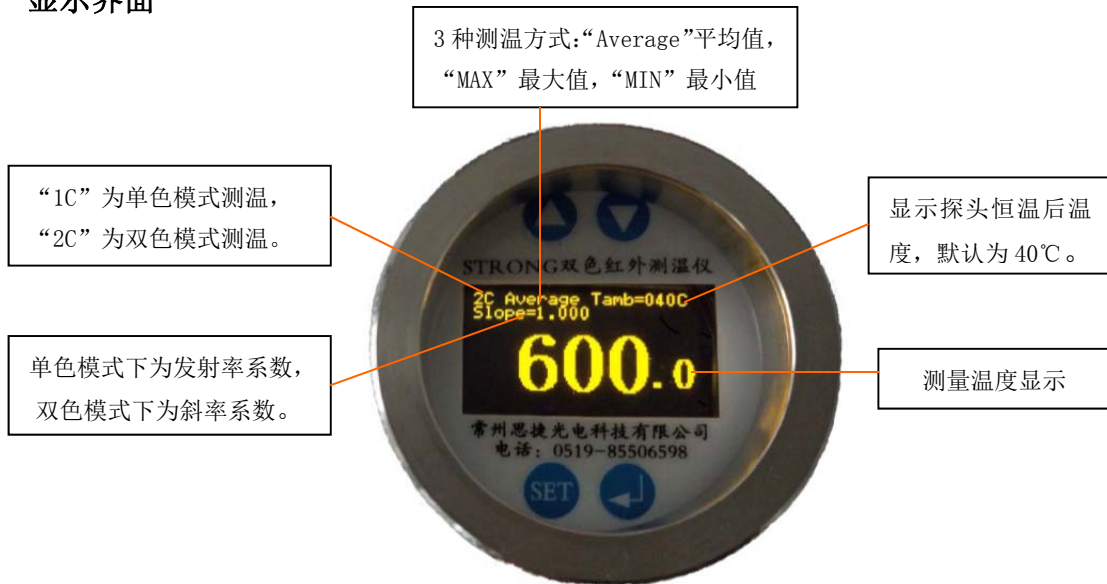 显示界面
3 种测温方式:“Average”平均值，
“MAX”最大值，“MIN”最小值
“1C”为单色模式测温，
“2C”为双色模式测温。
显示探头恒温后温
度，默认为 40℃。
STRONG双色红外测温仪
2C Average Tamb=040C
Slope=1.000
600.0
单色模式下为发射率系数，
双色模式下为斜率系数。
测量温度显示
常州思捷光电科技有限公司
电话：0519-85506598
SET